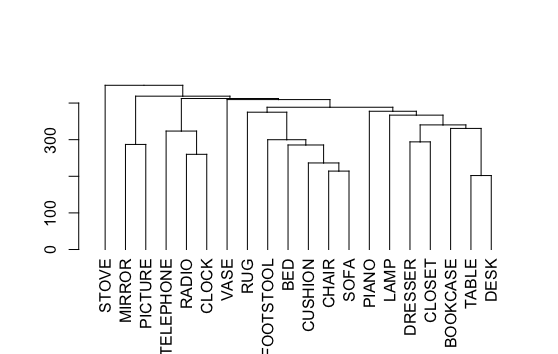 300
100
0
STOVE
MIRROR
PICTURE
TELEPHONE
RADIO
CLOCK
VASE
RUG
FOOTSTOOL
BED
CUSHION
CHAIR
SOFA
PIANO
LAMP
DRESSER
CLOSET
BOOKCASE
TABLE
DESK